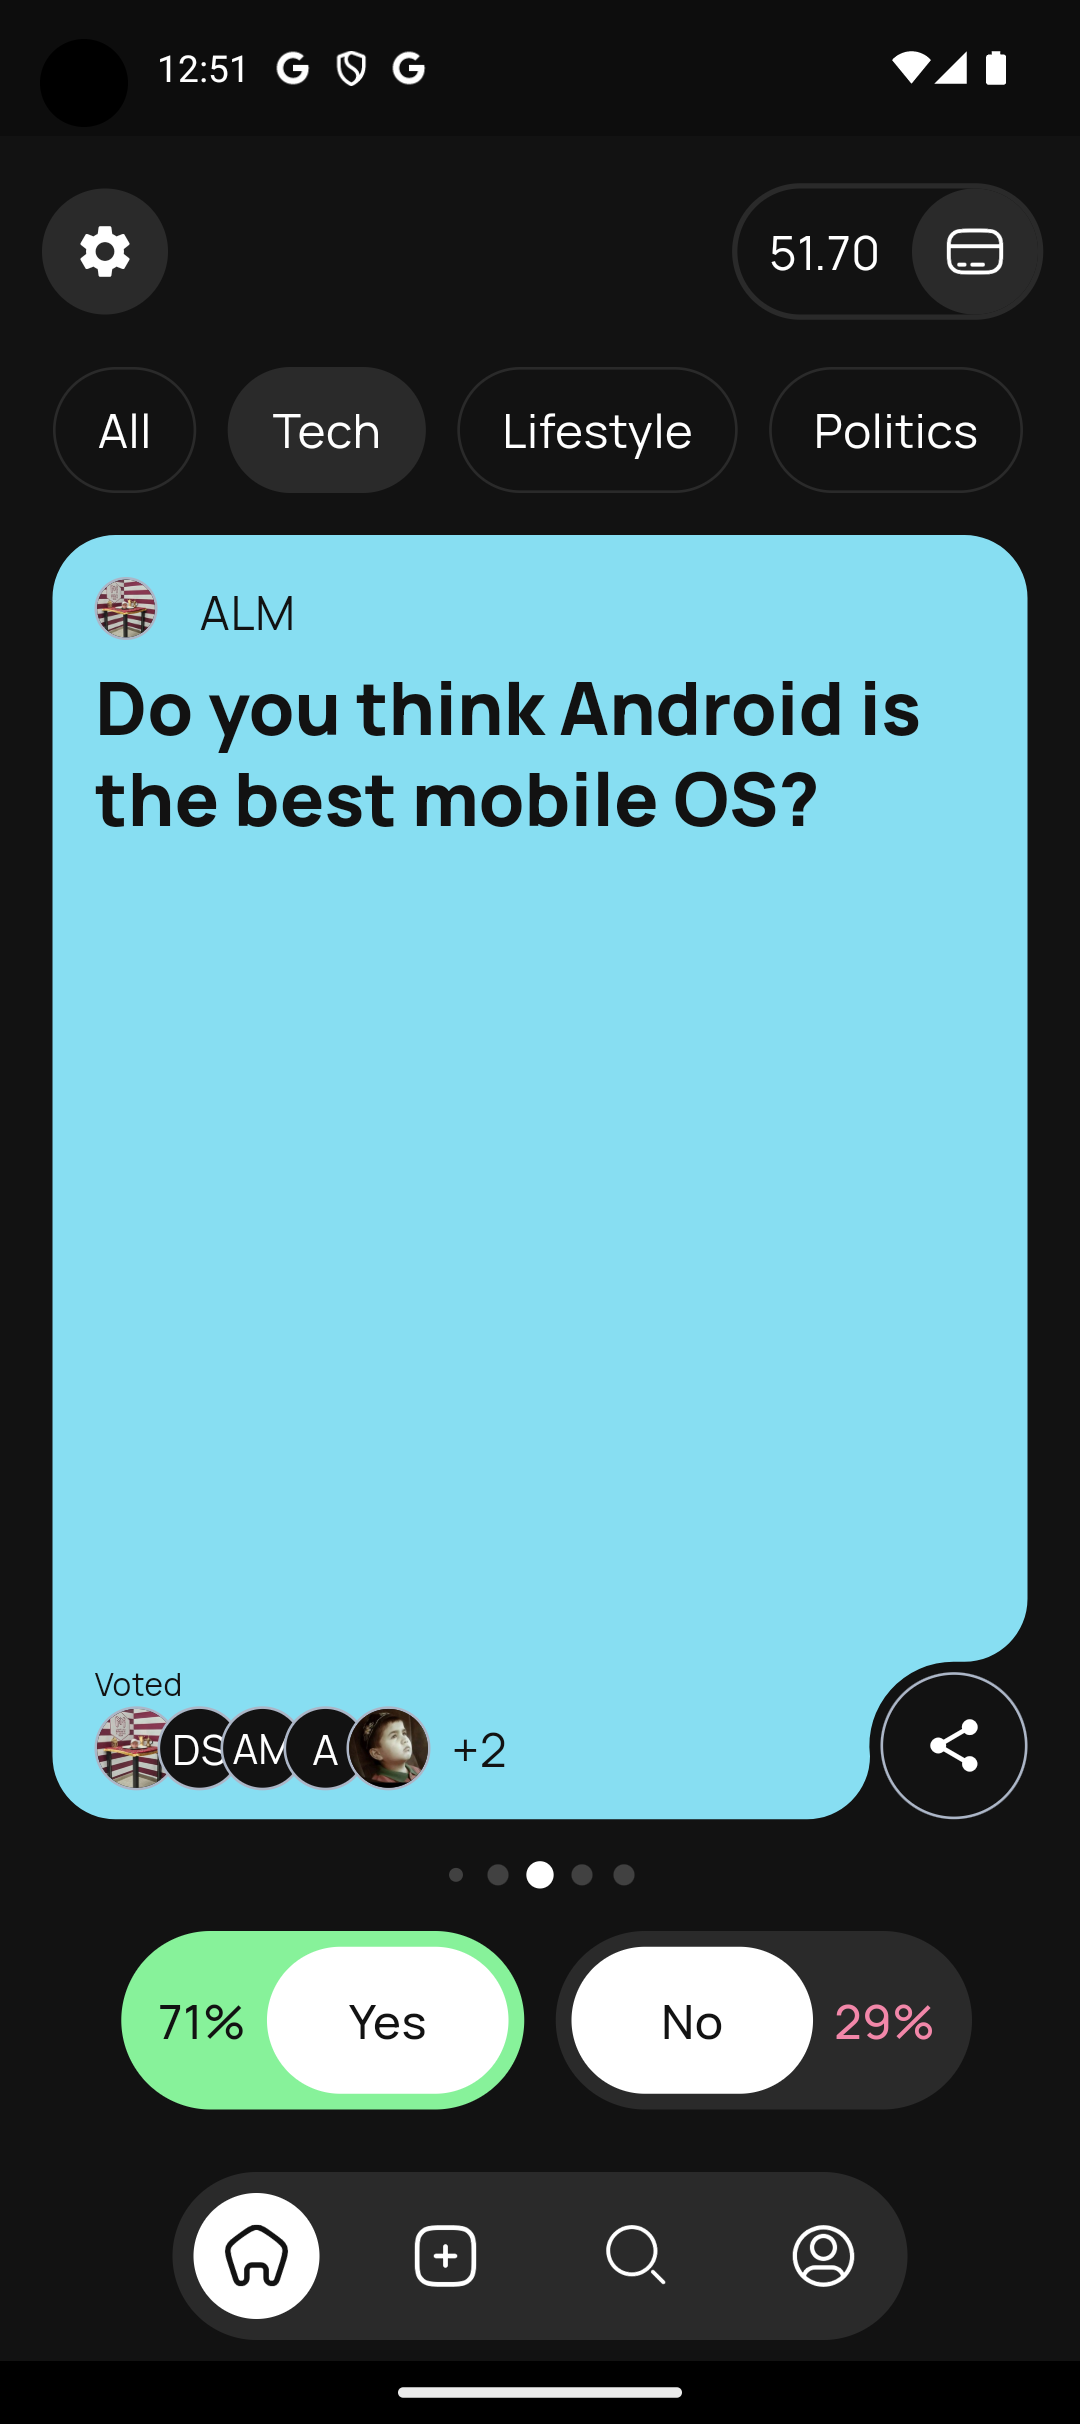 12:51
51.70
All
Tech
Lifestyle
Politics
ALM
Do you think Android is
the best mobile OS?
Voted
DS
AM
A
+2
71%
Yes
No
29%